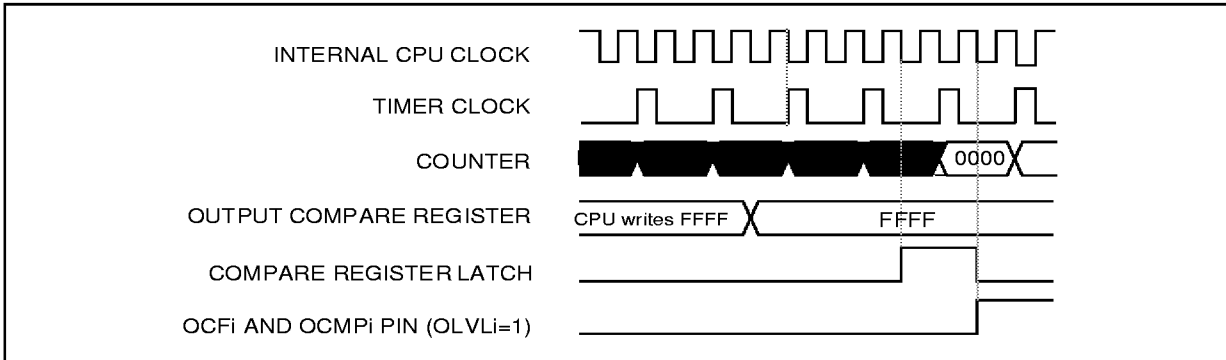 INTERNAL CPU CLOCK
TIMER CLOCK
COUNTER
0000
OUTPUT COMPARE REGISTER
CPU writes FFFF
FFFF
COMPARE REGISTER LATCH
OCFi AND OCMPi PIN (OLVLi=1)